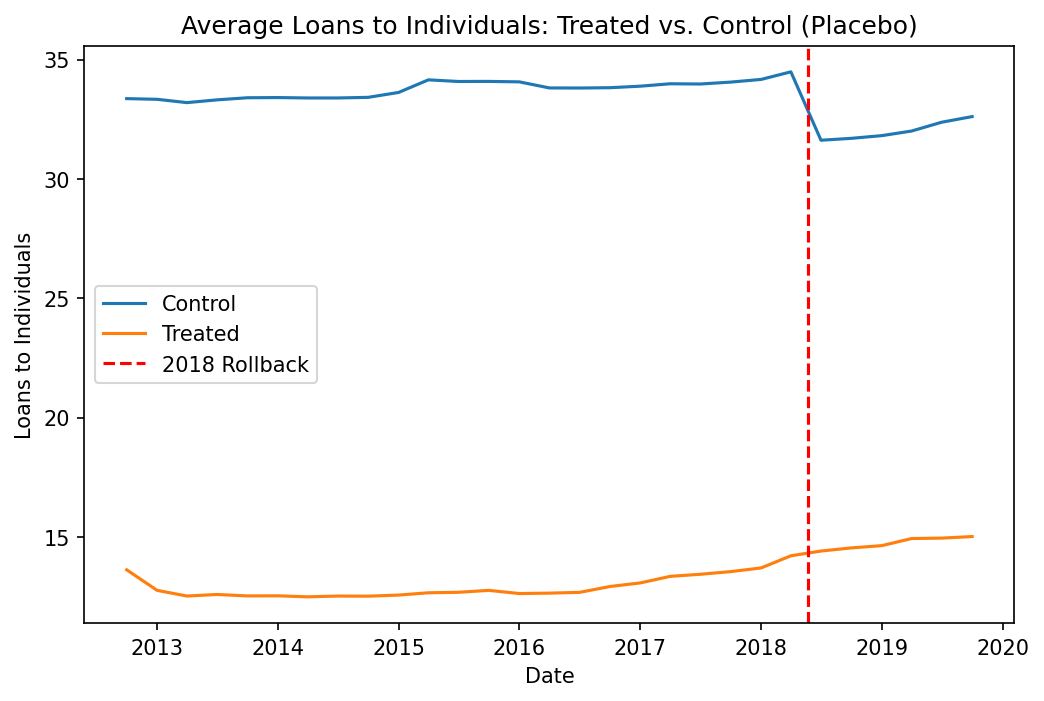 Average Loans to Individuals: Treated vs. Control (Placebo)
35
30
25
20
15
Loans to Individuals
Control
Treated
2018 Rollback
2013 2014 2015 2016 2017 2018 2019 2020
Date